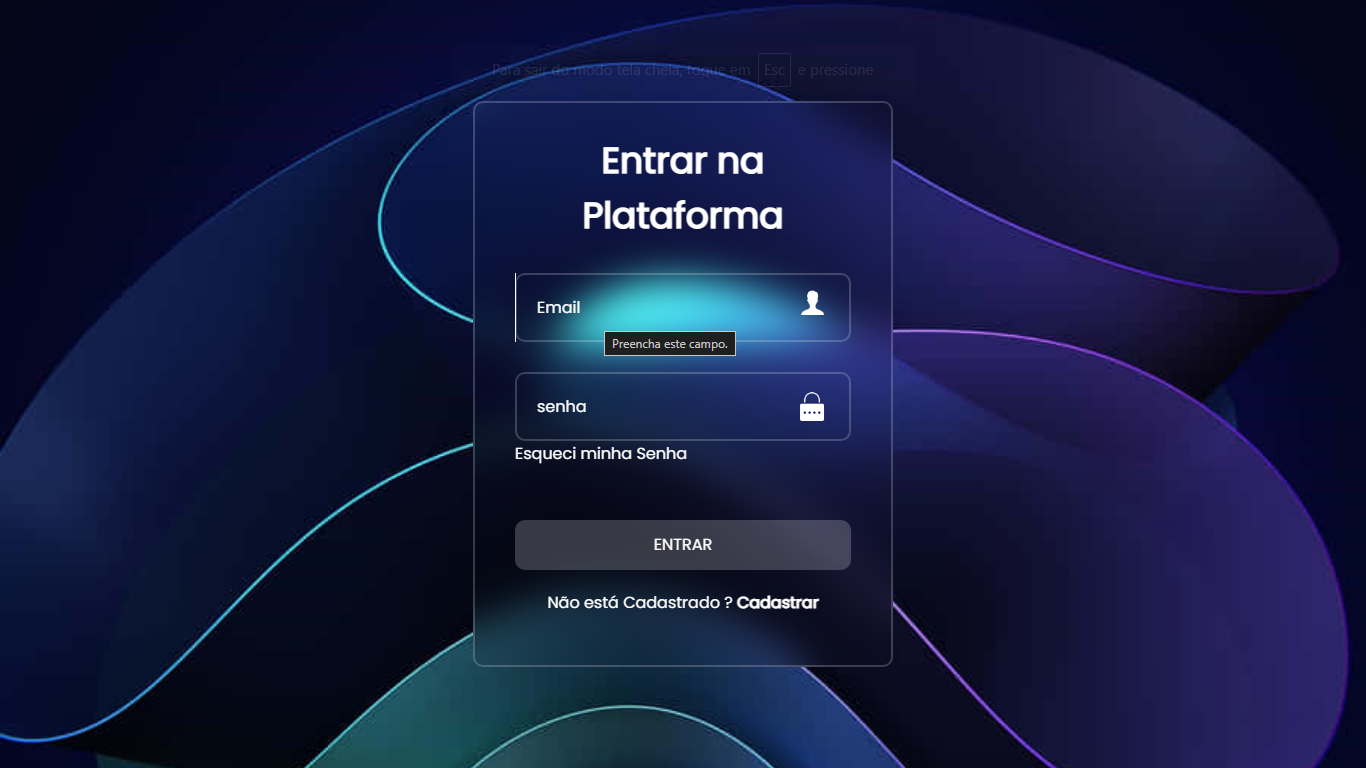 Para sair do modo tela cheia, toque em Esc e pressione
Entrar na
Plataforma
Email
Preencha este campo.
senha
Esqueci minha Senha
ENTRAR
Não está Cadastrado ? Cadastrar